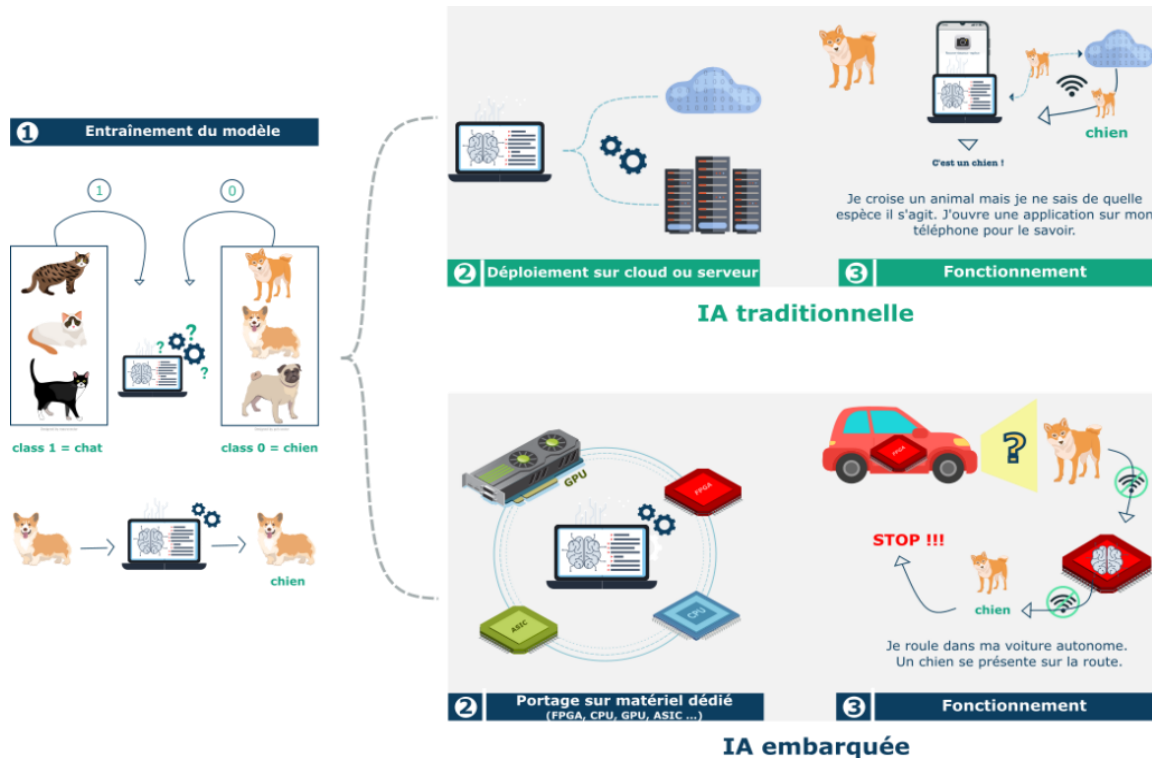 1 Entraînement du modèle
1
0
?
?
?
class 1 = chat
class 0 = chien
chien
2 Déploiement sur cloud ou serveur
chien
C'est un chien !
Je croise un animal mais je ne sais de quelle
espèce il s'agit. J'ouvre une application sur mon
téléphone pour le savoir.
3 Fonctionnement
IA traditionnelle
GPU
FPGA
ASIC
CPU
2 Portage sur matériel dédié
(FPGA, CPU, GPU, ASIC ...)
FPGA
?
STOP !!!
chien
Je roule dans ma voiture autonome.
Un chien se présente sur la route.
3 Fonctionnement
IA embarquée